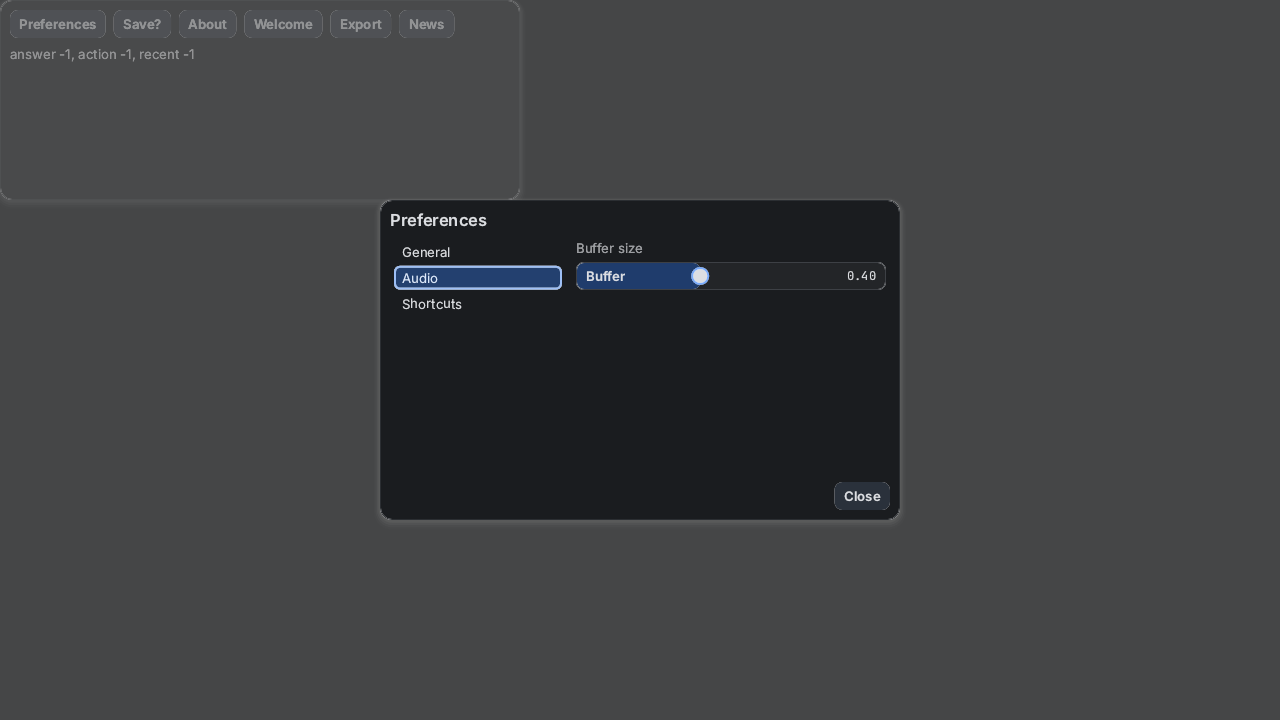 Preferences Save? About Welcome Export News
answer -1, action -1, recent -1
Preferences
General
Audio
Shortcuts
Buffer size
Buffer 0.40
Close